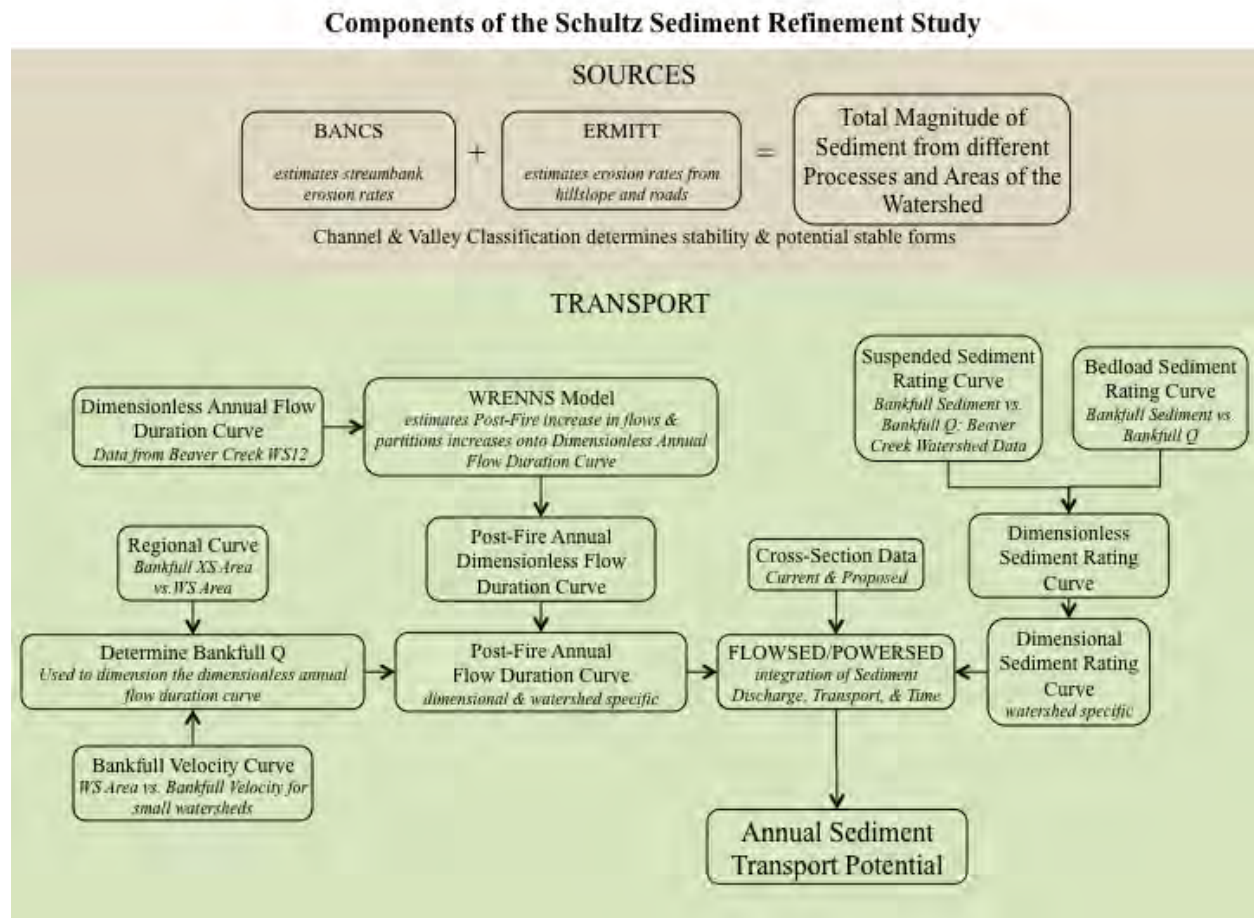 Components of the Schultz Sediment Refinement Study
SOURCES
BANCS
estimates streambank
erosion rates
+
ERMITT
estimates erosion rates from
hillslope and roads
=
Total Magnitude of
Sediment from different
Processes and Areas of the
Watershed
Channel & Valley Classification determines stability & potential stable forms
TRANSPORT
Dimensionless Annual Flow
Duration Curve
Data from Beaver Creek WS12
WRENNS Model
estimates Post-Fire increase in flows &
partitions increases onto Dimensionless Annual
Flow Duration Curve
Suspended Sediment
Rating Curve
Bankfull Sediment vs.
Bankfull Q: Beaver
Creek Watershed Data
Bedload Sediment
Rating Curve
Bankfull Sediment vs
Bankfull Q
Regional Curve
Bankfull XS Area
vs. WS Area
Post-Fire Annual
Dimensionless Flow
Duration Curve
Cross-Section Data
Current & Proposed
Dimensionless
Sediment Rating
Curve
Determine Bankfull Q
Used to dimension the dimensionless annual
flow duration curve
Post-Fire Annual
Flow Duration Curve
dimensional & watershed specific
FLOWSED/POWERSED
integration of Sediment
Discharge, Transport, & Time
Dimensional
Sediment Rating
Curve
watershed specific
Bankfull Velocity Curve
WS Area vs. Bankfull Velocity for
small watersheds
Annual Sediment
Transport Potential